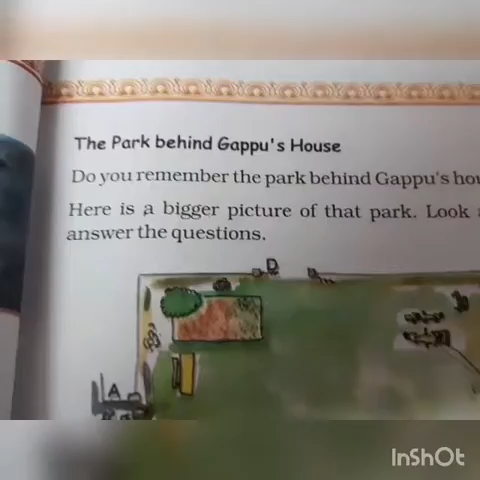 The Park behind Gappu's House
Do you remember the park behind Gappu's
Here is a bigger picture of that park. Look
answer the questions.
D
A
InShOt